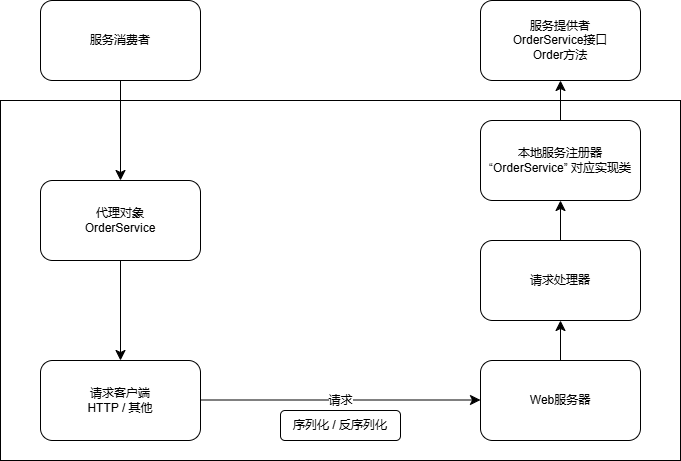 服务消费者
服务提供者
OrderService接口
Order方法
本地服务注册器
“OrderService” 对应实现类
代理对象
OrderService
请求处理器
请求客户端
HTTP / 其他
请求
Web服务器
序列化 / 反序列化